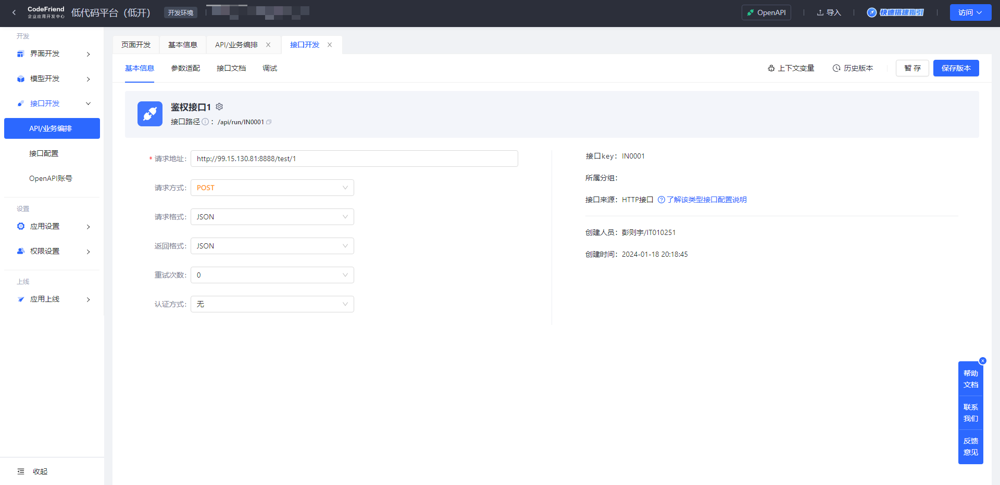 CodeFriend
企业应用开发中心
低代码平台（低开）
开发环境
OpenAPI
导入
快速搭建指引
访问
开发
界面开发
模型开发
接口开发
API/业务编排
接口配置
OpenAPI账号
设置
应用设置
权限设置
上线
应用上线
收起
页面开发
基本信息
API/业务编排
接口开发
基本信息
参数适配
接口文档
调试
上下文变量
历史版本
暂 存
保存版本
鉴权接口1
接口路径 ： /api/run/IN0001
* 请求地址: http://99.15.130.81:8888/test/1
请求方式: POST
请求格式: JSON
返回格式: JSON
重试次数: 0
认证方式: 无
接口key： IN0001
所属分组：
接口来源： HTTP接口 了解该类型接口配置说明
创建人员： 彭则宇/IT010251
创建时间： 2024-01-18 20:18:45
帮助
文档
联系
我们
反馈
意见